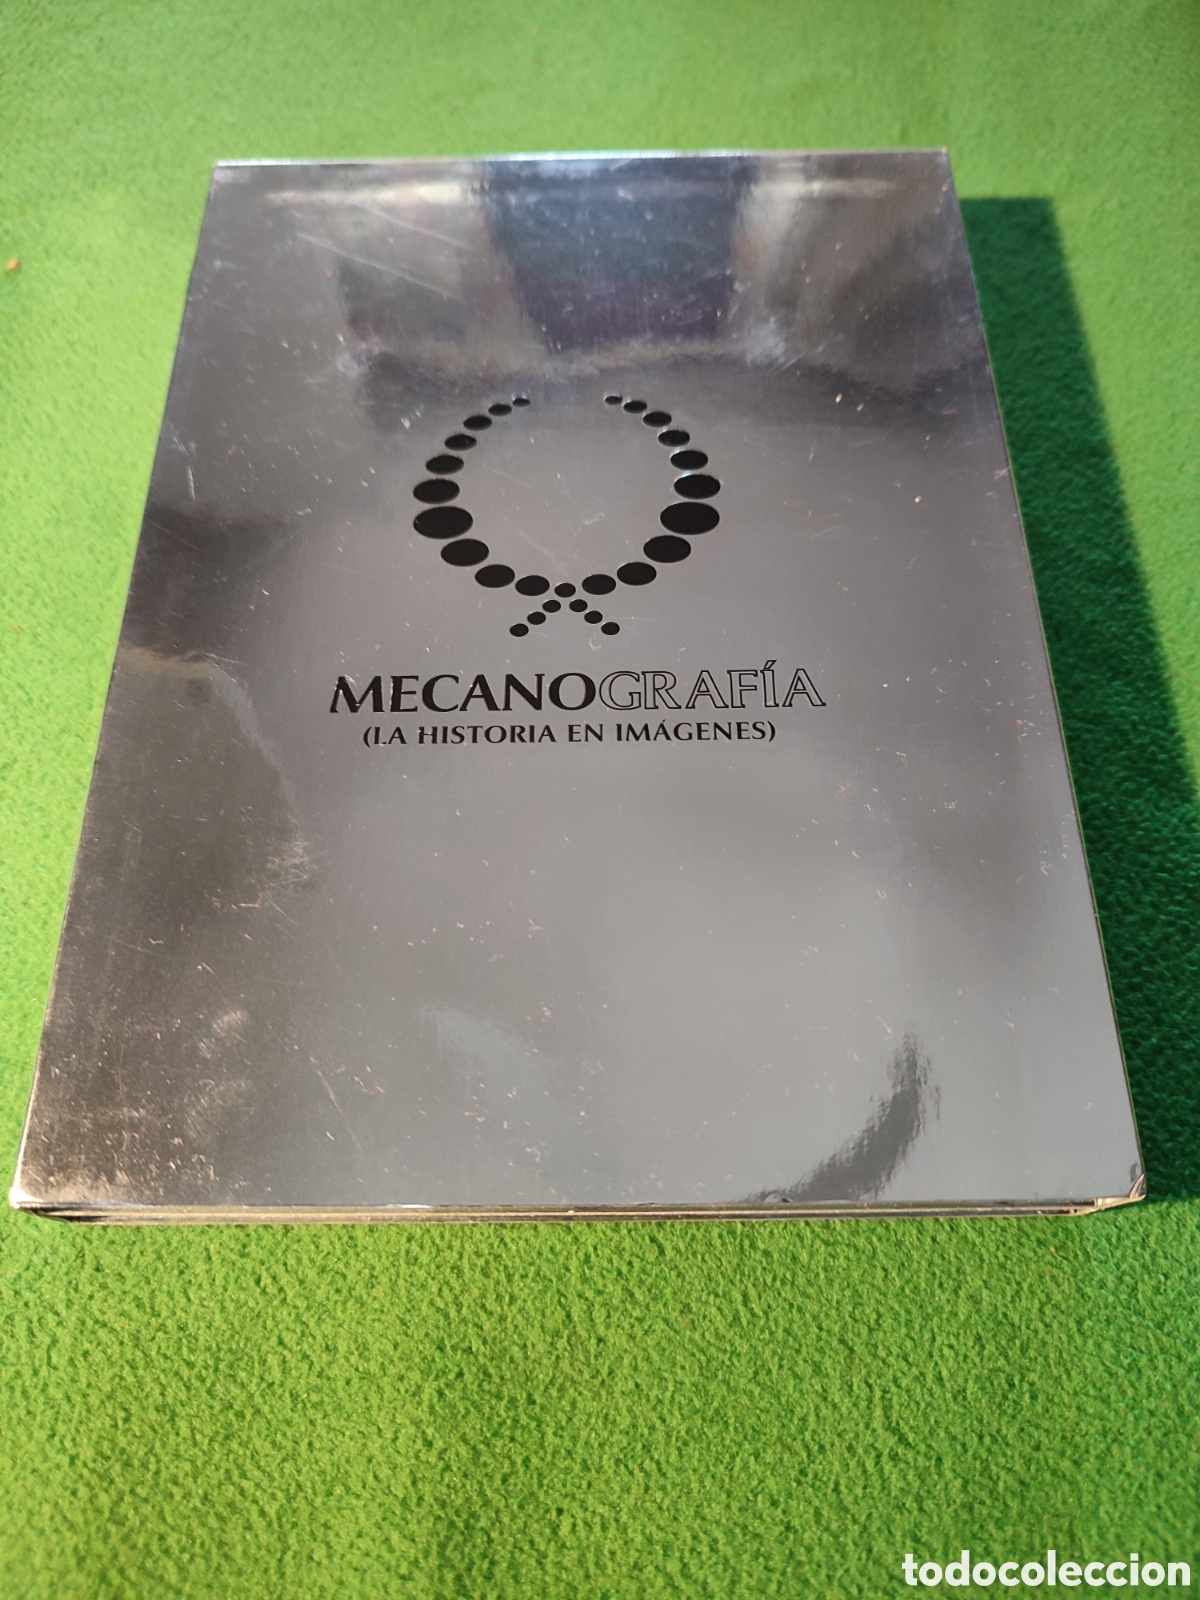 MECANOGRAFÍA
(LA HISTORIA EN IMÁGENES)
todocoleccion